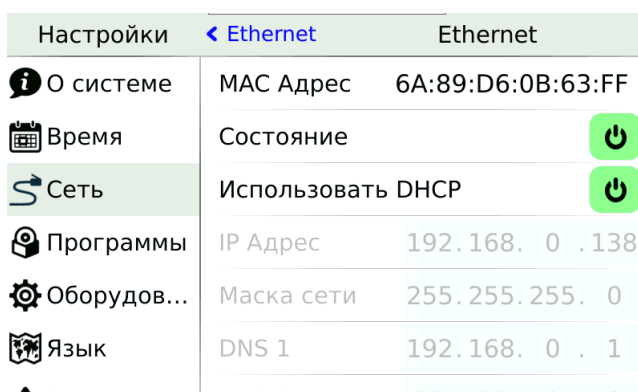 Настройки
Ethernet
Ethernet
О системе
Время
Сеть
Программы
Оборудов...
Язык
MAC Адрес 6A:89:D6:0B:63:FF
Состояние
Использовать DHCP
IP Адрес 192.168. 0 .138
Маска сети 255.255.255. 0
DNS 1 192.168. 0 . 1